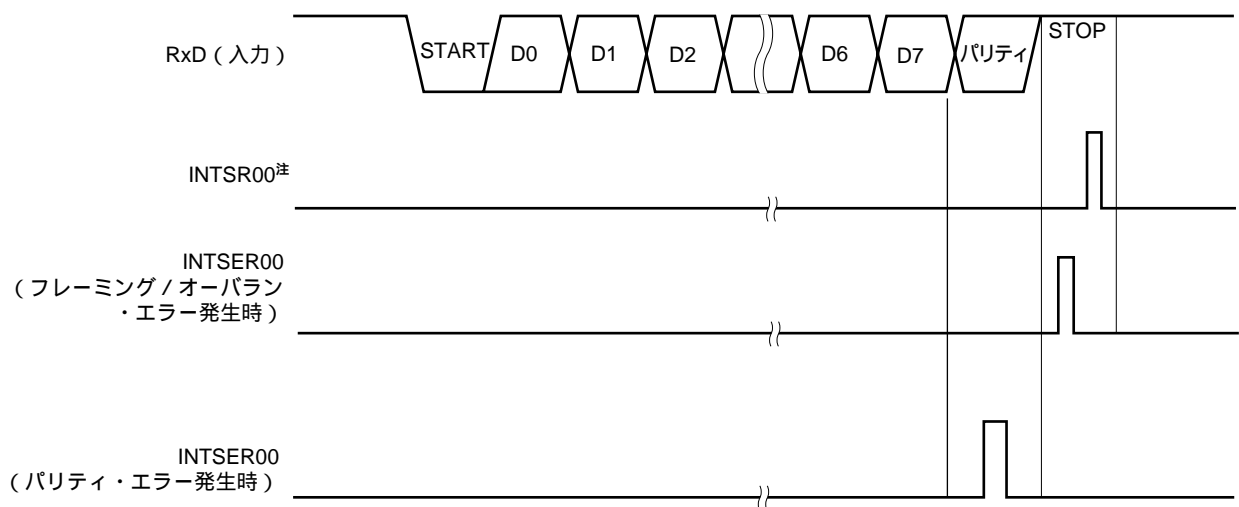 RxD（入力）
START D0 D1 D2 D6 D7 パリティ STOP
INTSR00注
INTSER00
（フレーミング／オーバラン
・エラー発生時）
INTSER00
（パリティ・エラー発生時）